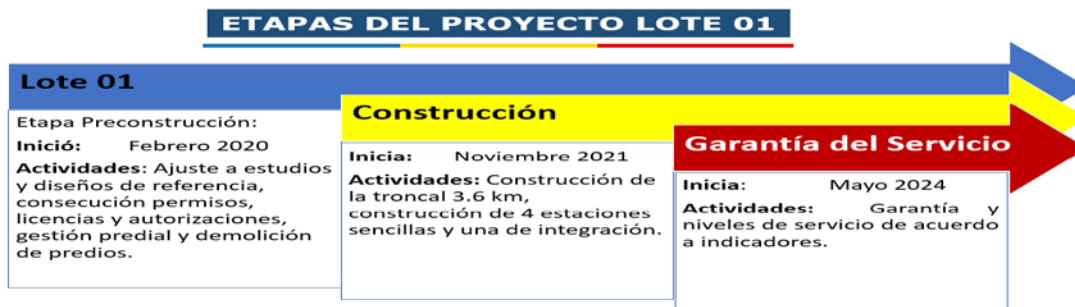 ETAPAS DEL PROYECTO LOTE 01
Lote 01
Etapa Preconstrucción:
Inició: Febrero 2020
Actividades: Ajuste a estudios
y diseños de referencia,
consecución permisos,
licencias y autorizaciones,
gestión predial y demolición
de predios.
Construcción
Inicia: Noviembre 2021
Actividades: Construcción de
la troncal 3.6 km,
construcción de 4 estaciones
sencillas y una de integración.
Garantía del Servicio
Inicia: Mayo 2024
Actividades: Garantía y
niveles de servicio de acuerdo
a indicadores.